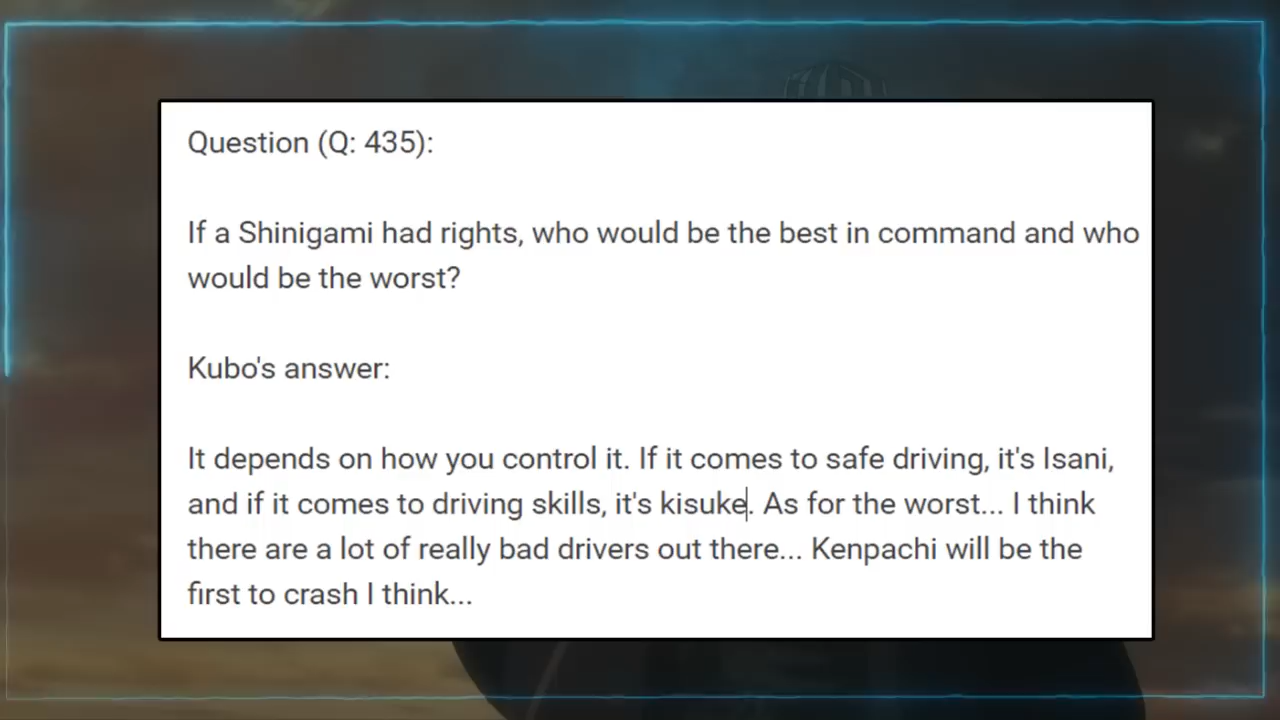 Question (Q: 435):
If a Shinigami had rights, who would be the best in command and who
would be the worst?
Kubo's answer:
It depends on how you control it. If it comes to safe driving, it's Isani,
and if it comes to driving skills, it's kisuke. As for the worst... I think
there are a lot of really bad drivers out there... Kenpachi will be the
first to crash I think...